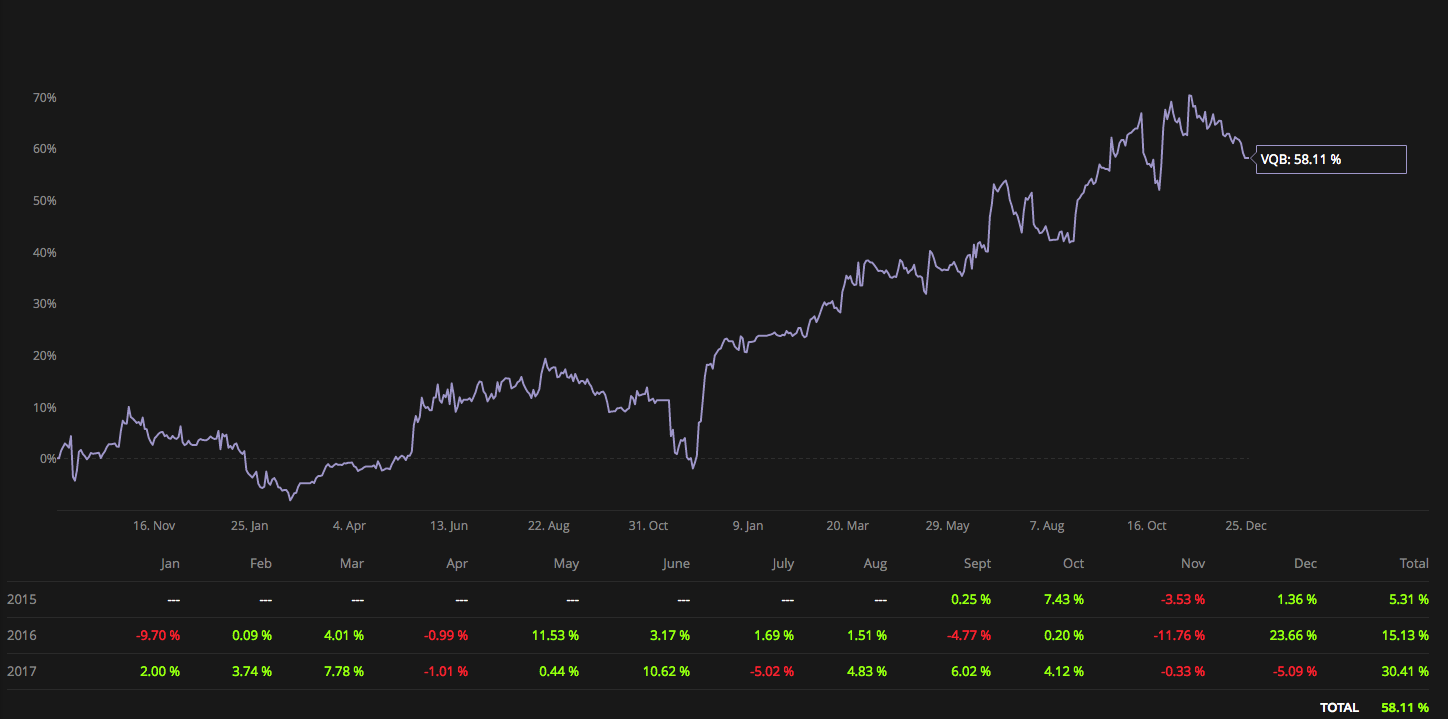 70%
60%
VQB: 58.11 %
50%
40%
30%
20%
10%
0%
16. Nov 25. Jan 4. Apr 13. Jun 22. Aug 31. Oct 9. Jan 20. Mar 29. May 7. Aug 16. Oct 25. Dec
Jan Feb Mar Apr May June July Aug Sept Oct Nov Dec Total
2015 --- --- --- --- --- --- --- --- 0.25 % 7.43 % -3.53 % 1.36 % 5.31 %
2016 -9.70 % 0.09 % 4.01 % -0.99 % 11.53 % 3.17 % 1.69 % 1.51 % -4.77 % 0.20 % -11.76 % 23.66 % 15.13 %
2017 2.00 % 3.74 % 7.78 % -1.01 % 0.44 % 10.62 % -5.02 % 4.83 % 6.02 % 4.12 % -0.33 % -5.09 % 30.41 %
TOTAL 58.11 %